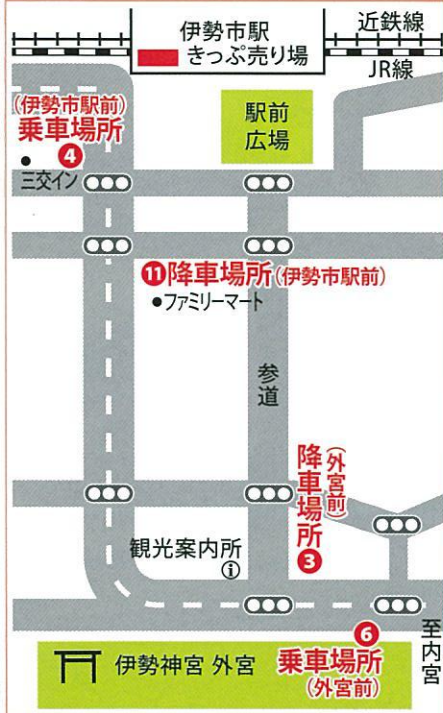 近鉄線
伊勢市駅
きっぷ売り場
JR線
(伊勢市駅前)
乗車場所
4
駅前
広場
三交イン
11降車場所(伊勢市駅前)
ファミリーマート
参道
(外宮前)
降車場所3
観光案内所
i
至内宮
6
伊勢神宮 外宮
乗車場所
(外宮前)